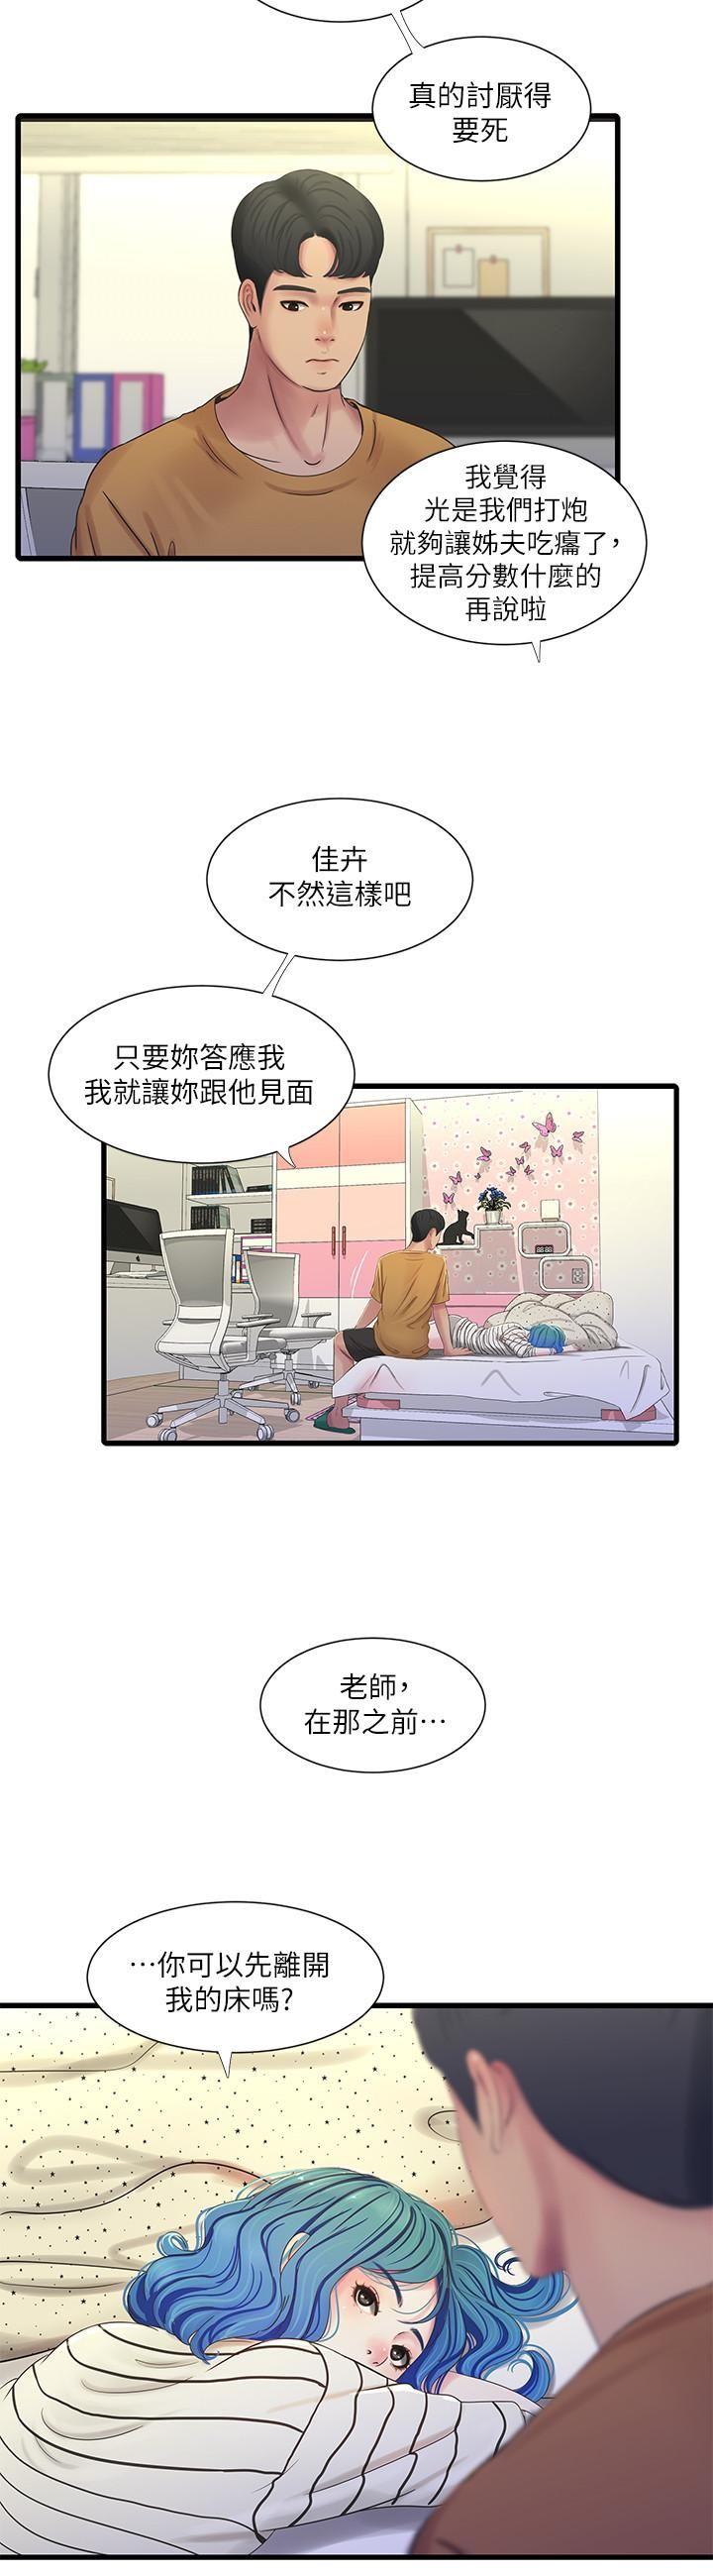 真的討厭得
要死
我覺得
光是我們打炮
就夠讓姊夫吃癟了，
提高分數什麼的
再說啦
佳卉
不然這樣吧
只要妳答應我
我就讓妳跟他見面
老師，
在那之前…
…你可以先離開
我的床嗎?